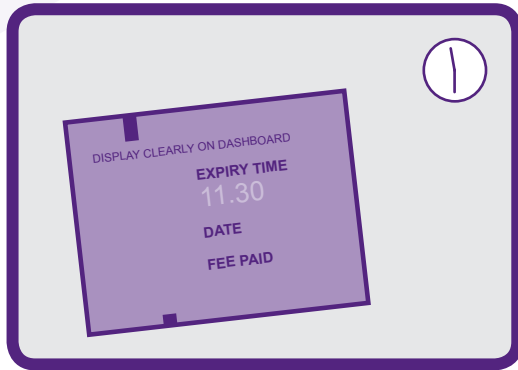 DISPLAY CLEARLY ON DASHBOARD
EXPIRY TIME
11.30
DATE
FEE PAID